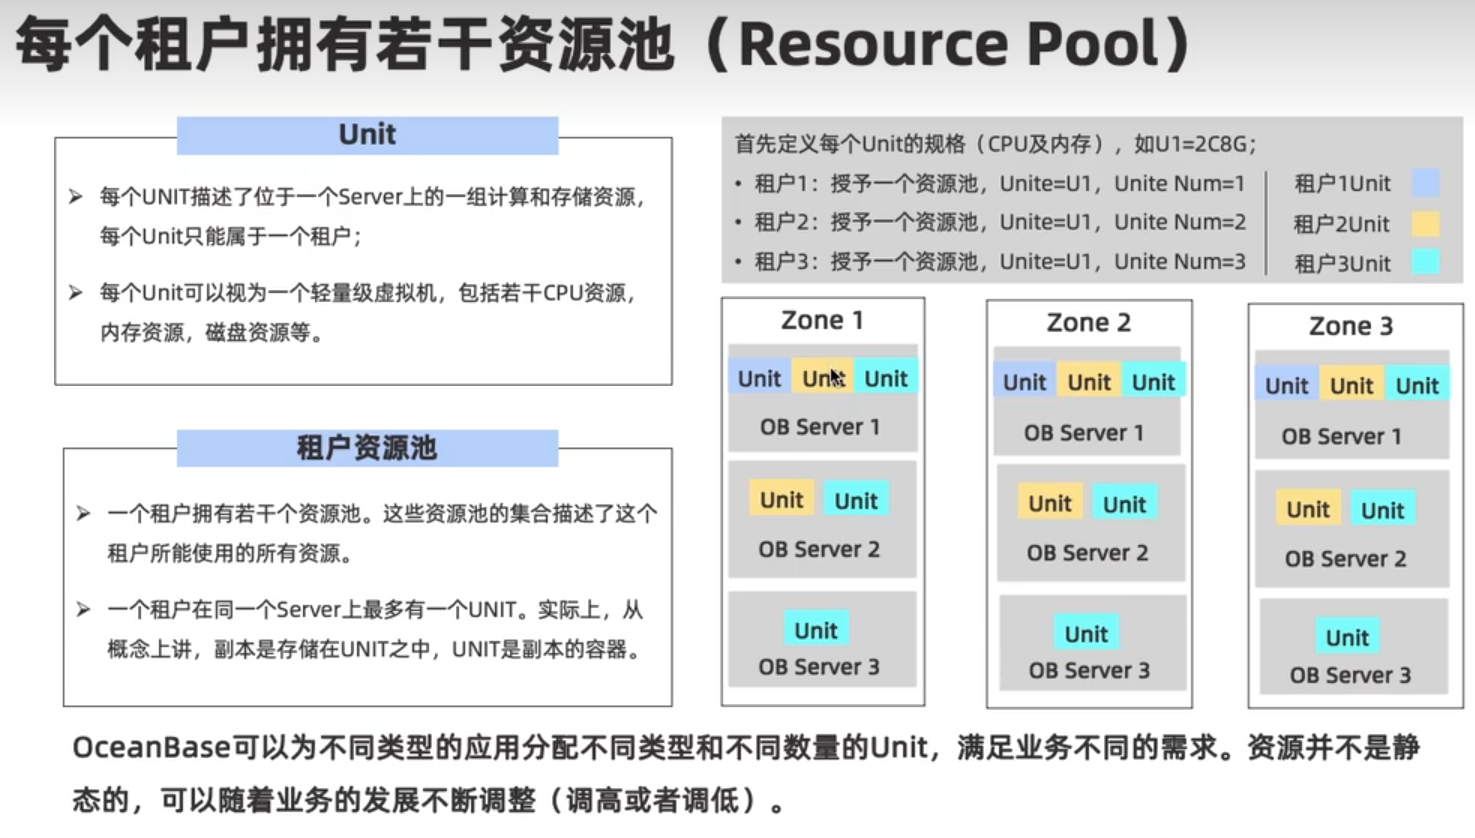 每个租户拥有若干资源池（Resource Pool）
Unit
每个UNIT描述了位于一个Server上的一组计算和存储资源，
每个Unit只能属于一个租户；
每个Unit可以视为一个轻量级虚拟机，包括若干CPU资源，
内存资源，磁盘资源等。
租户资源池
一个租户拥有若干个资源池。这些资源池的集合描述了这个
租户所能使用的所有资源。
一个租户在同一个Server上最多有一个UNIT。实际上，从
概念上讲，副本是存储在UNIT之中，UNIT是副本的容器。
首先定义每个Unit的规格（CPU及内存），如U1=2C8G；
• 租户1：授予一个资源池，Unite=U1，Unite Num=1
• 租户2：授予一个资源池，Unite=U1，Unite Num=2
• 租户3：授予一个资源池，Unite=U1，Unite Num=3
租户1Unit
租户2Unit
租户3Unit
Zone 1
Unit Unit Unit
OB Server 1
Unit Unit
OB Server 2
Unit
OB Server 3
Zone 2
Unit Unit Unit
OB Server 1
Unit Unit
OB Server 2
Unit
OB Server 3
Zone 3
Unit Unit Unit
OB Server 1
Unit Unit
OB Server 2
Unit
OB Server 3
OceanBase可以为不同类型的应用分配不同类型和不同数量的Unit，满足业务不同的需求。资源并不是静
态的，可以随着业务的发展不断调整（调高或者调低）。